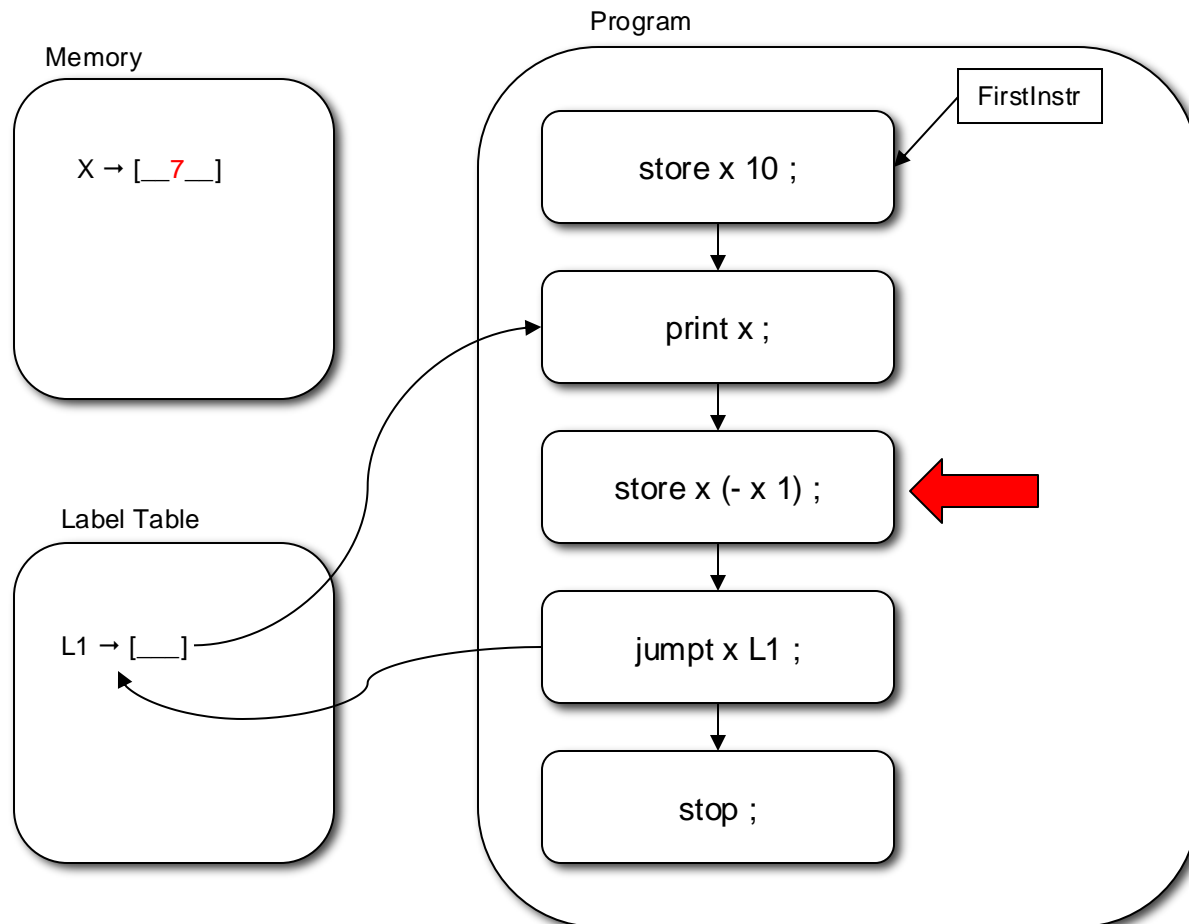 Program
Memory
FirstInstr
X → [__7__]
store x 10 ;
print x ;
store x (- x 1) ;
Label Table
L1 → [___]
jumpt x L1 ;
stop ;